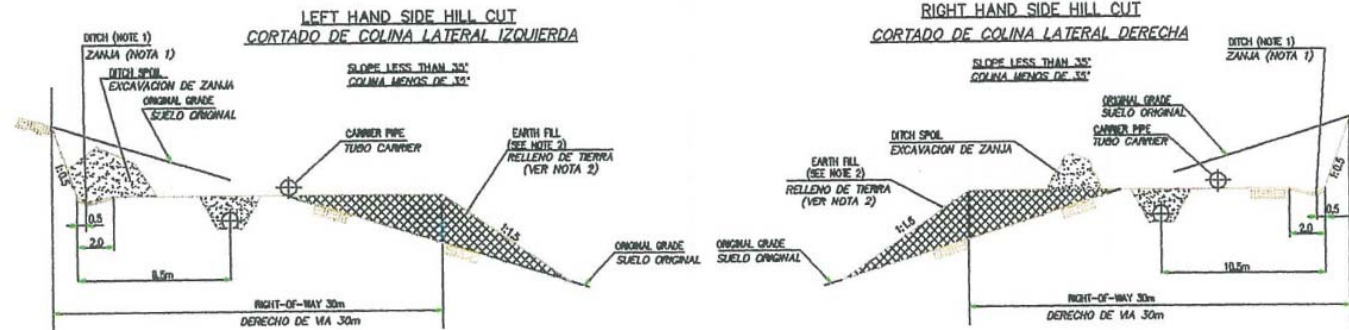 LEFT HAND SIDE HILL CUT
CORTADO DE COLINA LATERAL IZQUIERDA
SLOPE LESS THAN 35°
COLINA MENOS DE 35°
DITCH (NOTE 1)
ZANJA (NOTA 1)
DITCH SPOIL
EXCAVACION DE ZANJA
ORIGINAL GRADE
SUELO ORIGINAL
CARRIER PIPE
TUBO CARRIER
EARTH FILL
(SEE NOTE 2)
RELLENO DE TIERRA
(VER NOTA 2)
1:0.5
1:1.5
0.5
2.0
8.5m
ORIGINAL GRADE
SUELO ORIGINAL
RIGHT-OF-WAY 30m
DERECHO DE VIA 30m
RIGHT HAND SIDE HILL CUT
CORTADO DE COLINA LATERAL DERECHA
SLOPE LESS THAN 35°
COLINA MENOS DE 35°
DITCH (NOTE 1)
ZANJA (NOTA 1)
ORIGINAL GRADE
SUELO ORIGINAL
CARRIER PIPE
TUBO CARRIER
DITCH SPOIL
EXCAVACION DE ZANJA
EARTH FILL
(SEE NOTE 2)
RELLENO DE TIERRA
(VER NOTA 2)
1:0.5
1:1.5
0.5
2.0
10.5m
ORIGINAL GRADE
SUELO ORIGINAL
RIGHT-OF-WAY 30m
DERECHO DE VIA 30m